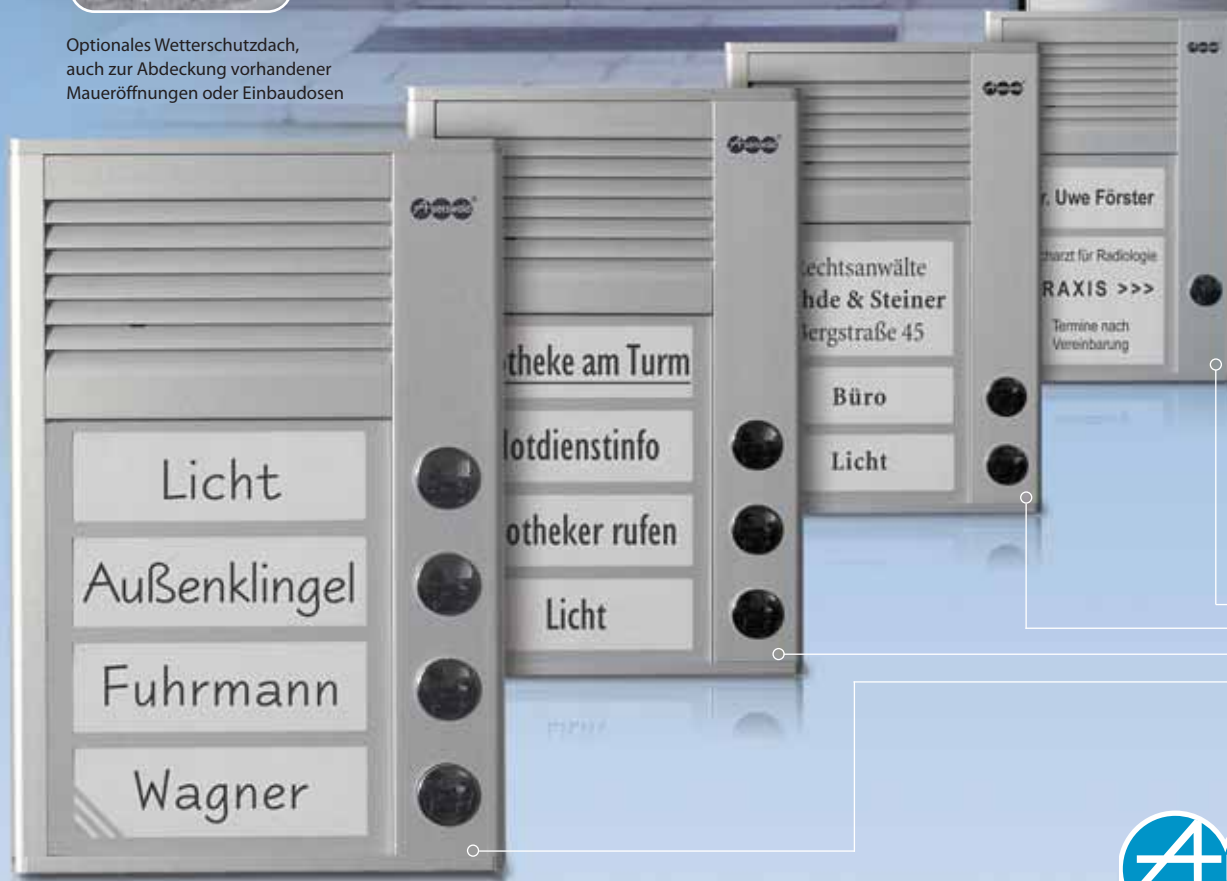 Optionales Wetterschutzdach,
auch zur Abdeckung vorhandener
Maueröffnungen oder Einbaudosen
Licht
Außenklingel
Fuhrmann
Wagner
theke am Turm
otdienstinfo
otheker rufen
Licht
echtsanwälte
hde & Steiner
ergstraße 45
Büro
Licht
r. Uwe Förster
harzt für Radiologie
RAXIS >>>
Termine nach
Vereinbarung